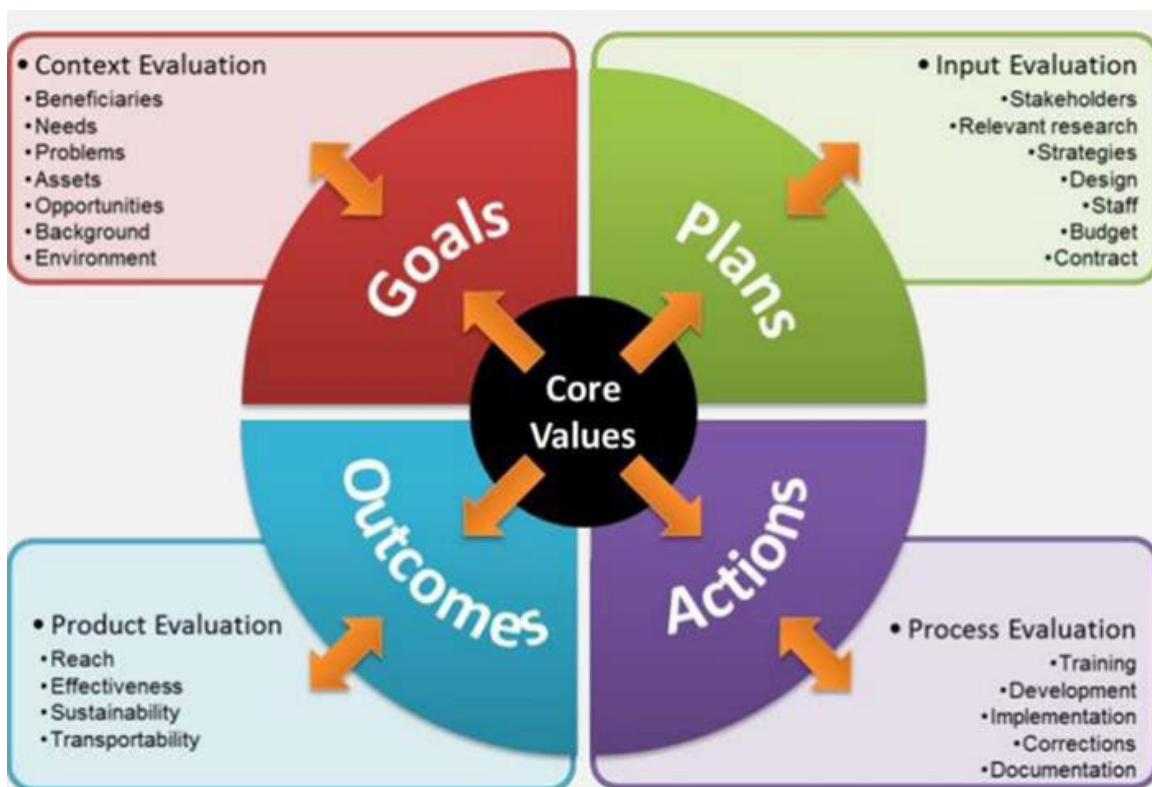 • Context Evaluation
•Beneficiaries
•Needs
•Problems
•Assets
•Opportunities
•Background
•Environment
Goals
• Input Evaluation
•Stakeholders
•Relevant research
•Strategies
•Design
•Staff
•Budget
•Contract
Plans
Core
Values
Outcomes
• Product Evaluation
•Reach
•Effectiveness
•Sustainability
•Transportability
Actions
• Process Evaluation
•Training
•Development
•Implementation
•Corrections
•Documentation